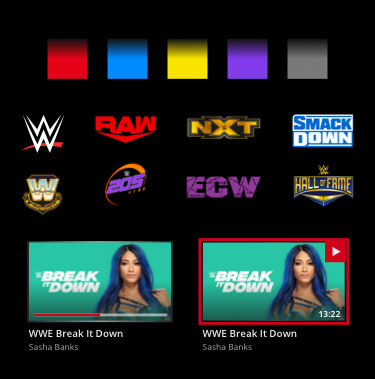 W
RAW
NXT
SMACK
DOWN
W
205
LIVE
ECW
W
HALL OF FAME
BREAK
IT DOWN
BREAK
IT DOWN
13:22
WWE Break It Down
WWE Break It Down
Sasha Banks
Sasha Banks